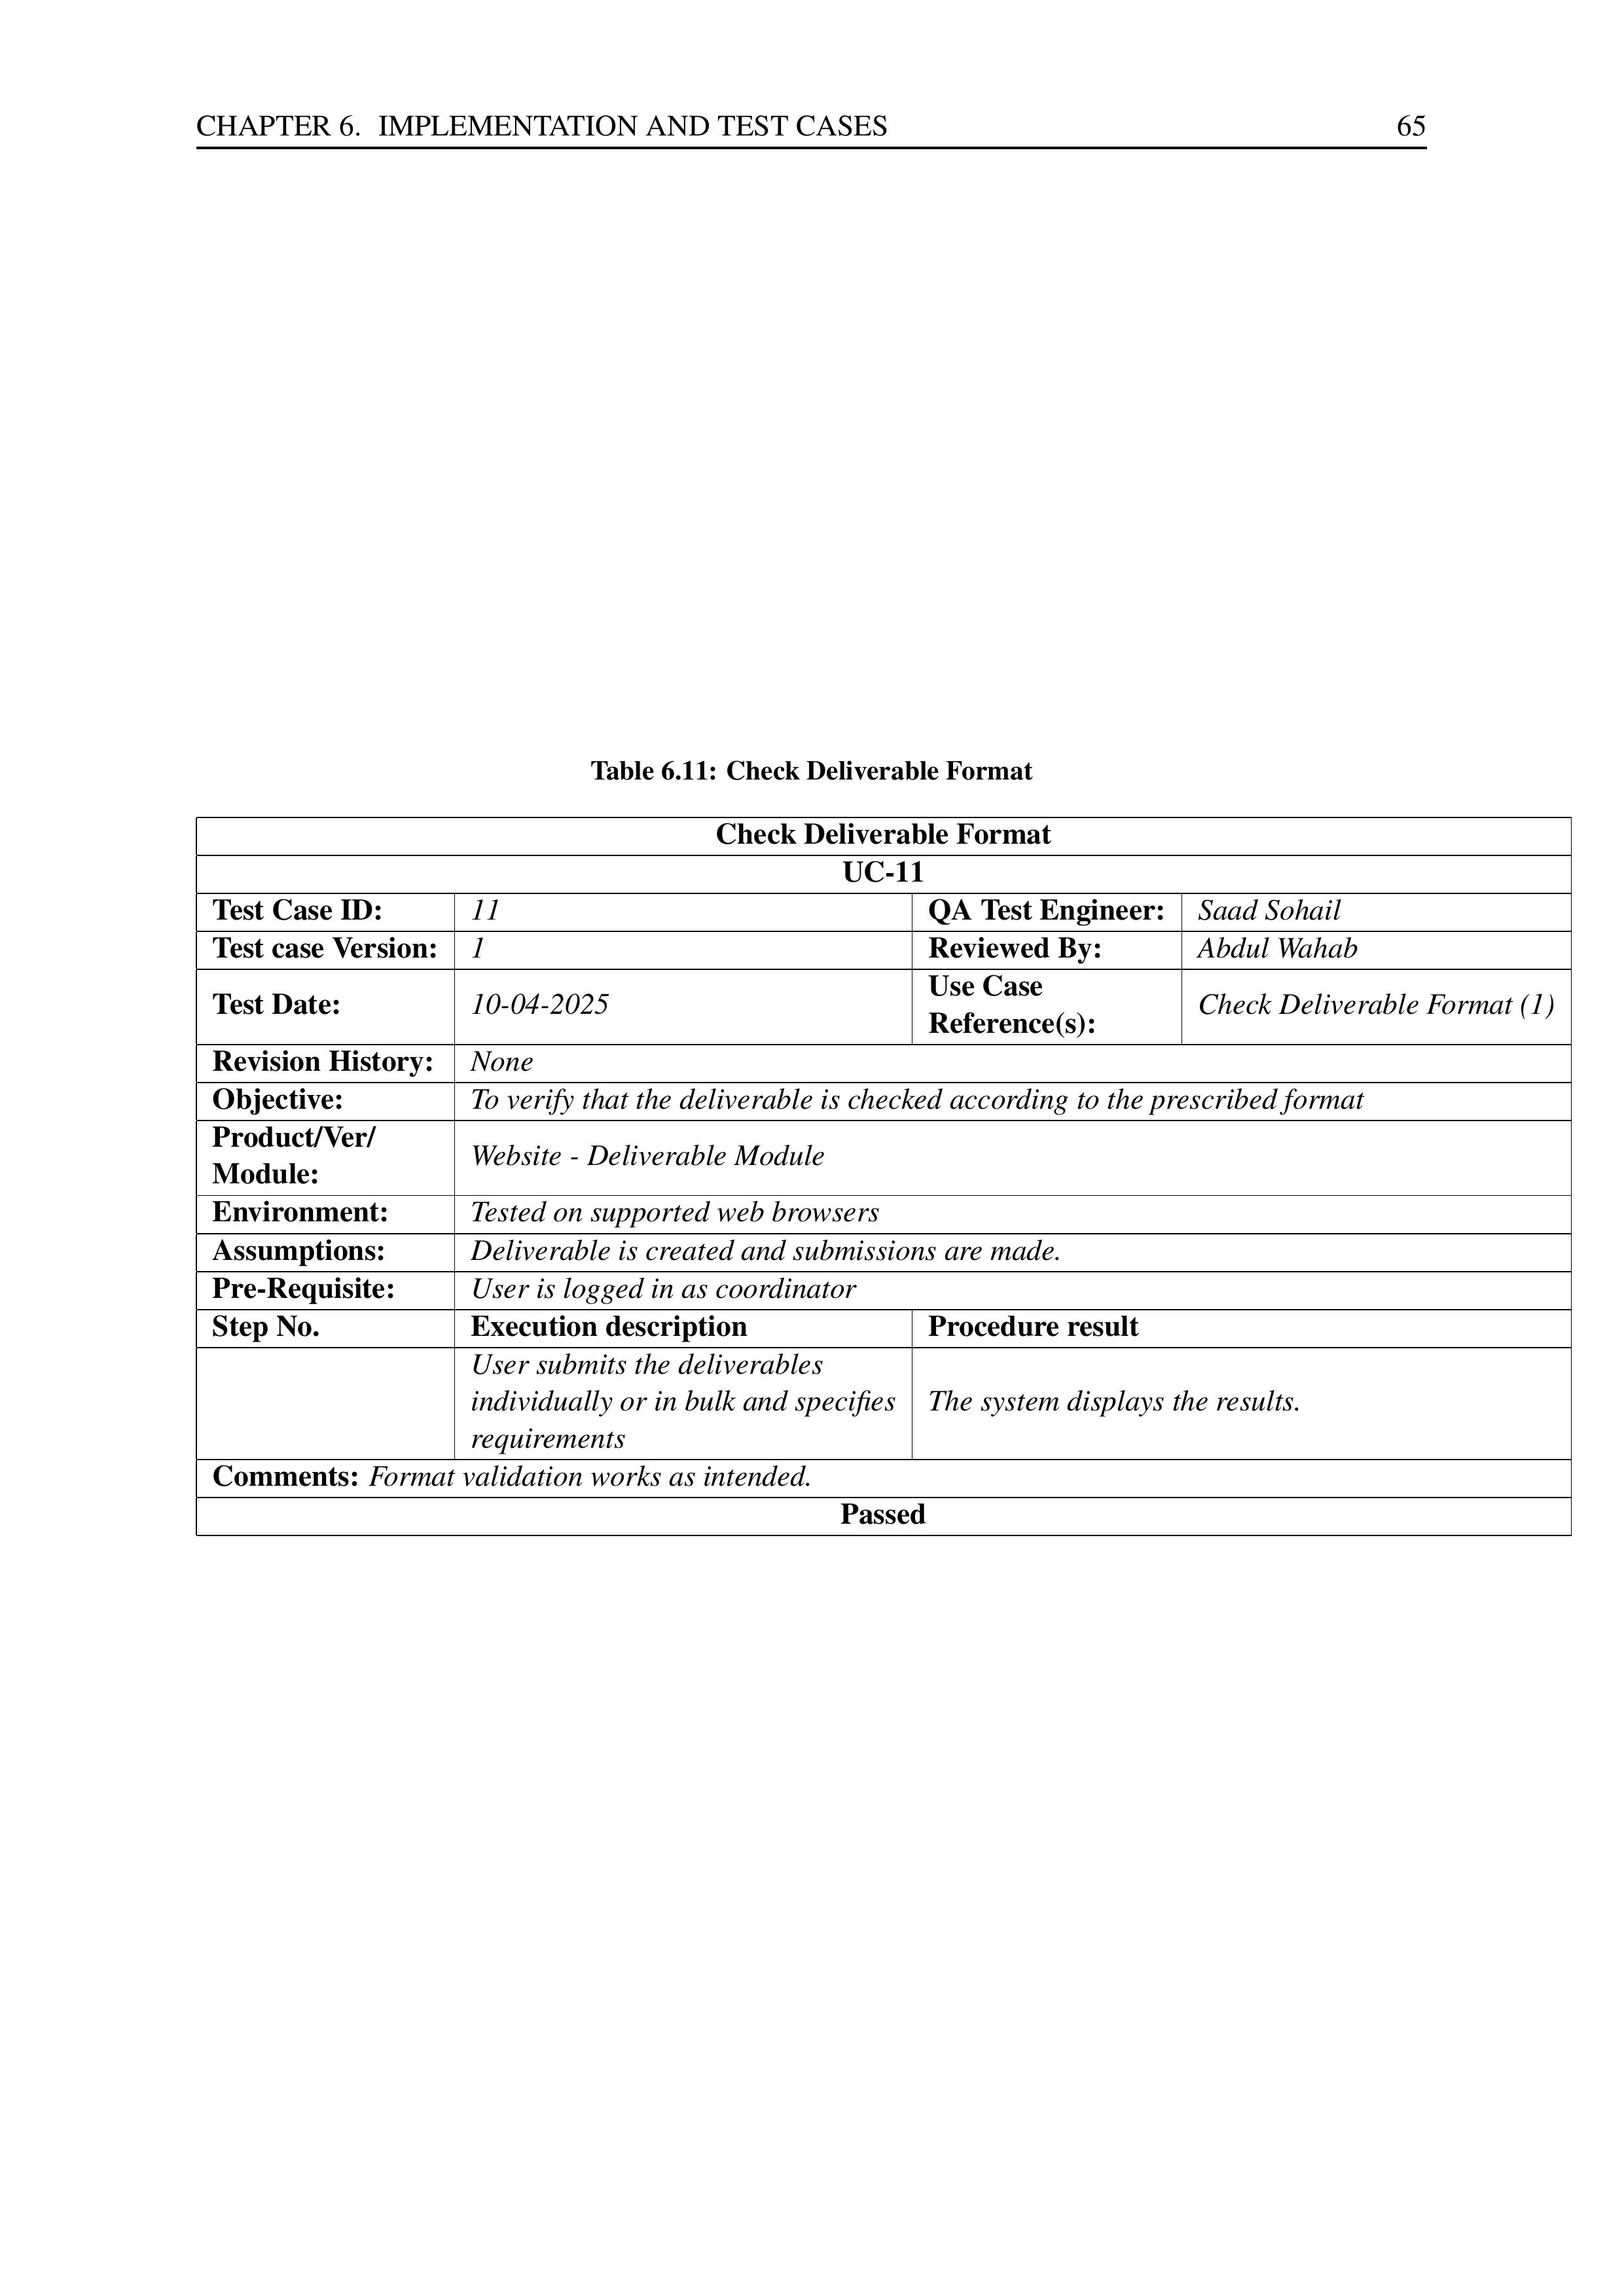 CHAPTER 6. IMPLEMENTATION AND TEST CASES 65
Table 6.11: Check Deliverable Format
Check Deliverable Format
UC-11
Test Case ID: 11 QA Test Engineer: Saad Sohail
Test case Version: 1 Reviewed By: Abdul Wahab
Test Date: 10-04-2025 Use Case
Reference(s): Check Deliverable Format (1)
Revision History: None
Objective: To verify that the deliverable is checked according to the prescribed format
Product/Ver/
Module: Website - Deliverable Module
Environment: Tested on supported web browsers
Assumptions: Deliverable is created and submissions are made.
Pre-Requisite: User is logged in as coordinator
Step No. Execution description Procedure result
User submits the deliverables
individually or in bulk and specifies
requirements
The system displays the results.
Comments: Format validation works as intended.
Passed